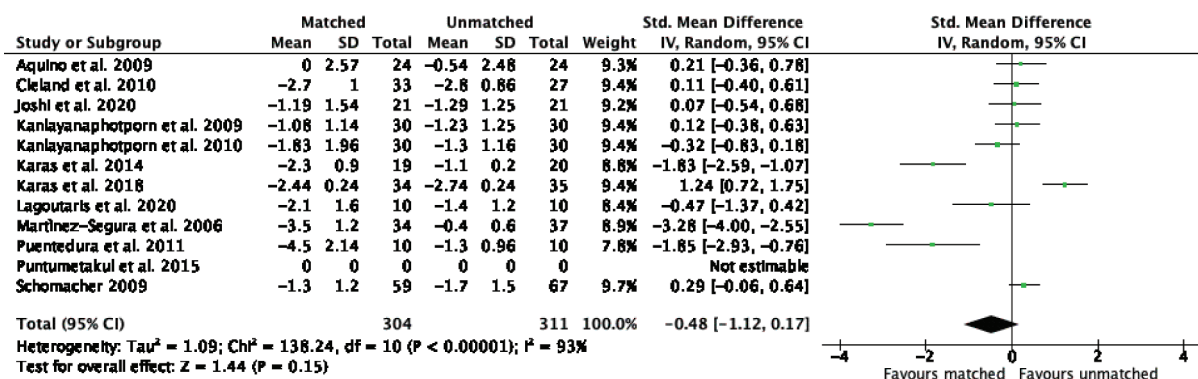 Matched Unmatched Std. Mean Difference Std. Mean Difference
Study or Subgroup Mean SD Total Mean SD Total Weight IV, Random, 95% CI IV, Random, 95% CI
Aquino et al. 2009 0 2.57 24 −0.54 2.48 24 9.3% 0.21 [−0.36, 0.78]
Cleland et al. 2010 −2.7 1 33 −2.8 0.86 27 9.4% 0.11 [−0.40, 0.61]
Joshi et al. 2020 −1.19 1.54 21 −1.29 1.25 21 9.2% 0.07 [−0.54, 0.68]
Kanlayanaphotporn et al. 2009 −1.08 1.14 30 −1.23 1.25 30 9.4% 0.12 [−0.38, 0.63]
Kanlayanaphotporn et al. 2010 −1.83 1.96 30 −1.3 1.16 30 9.4% −0.32 [−0.83, 0.18]
Karas et al. 2014 −2.3 0.9 19 −1.1 0.2 20 8.8% −1.83 [−2.59, −1.07]
Karas et al. 2018 −2.44 0.24 34 −2.74 0.24 35 9.4% 1.24 [0.72, 1.75]
Lagoutaris et al. 2020 −2.1 1.6 10 −1.4 1.2 10 8.4% −0.47 [−1.37, 0.42]
Martinez−Segura et al. 2006 −3.5 1.2 34 −0.4 0.6 37 8.9% −3.28 [−4.00, −2.55]
Puentedura et al. 2011 −4.5 2.14 10 −1.3 0.96 10 7.8% −1.85 [−2.93, −0.76]
Puntumetakul et al. 2015 0 0 0 0 0 0 Not estimable
Schomacher 2009 −1.3 1.2 59 −1.7 1.5 67 9.7% 0.29 [−0.06, 0.64]
Total (95% CI) 304 311 100.0% −0.48 [−1.12, 0.17]
Heterogeneity: Tau² = 1.09; Chi² = 138.24, df = 10 (P < 0.00001); I² = 93%
Test for overall effect: Z = 1.44 (P = 0.15)
−4 −2 0 2 4
Favours matched Favours unmatched